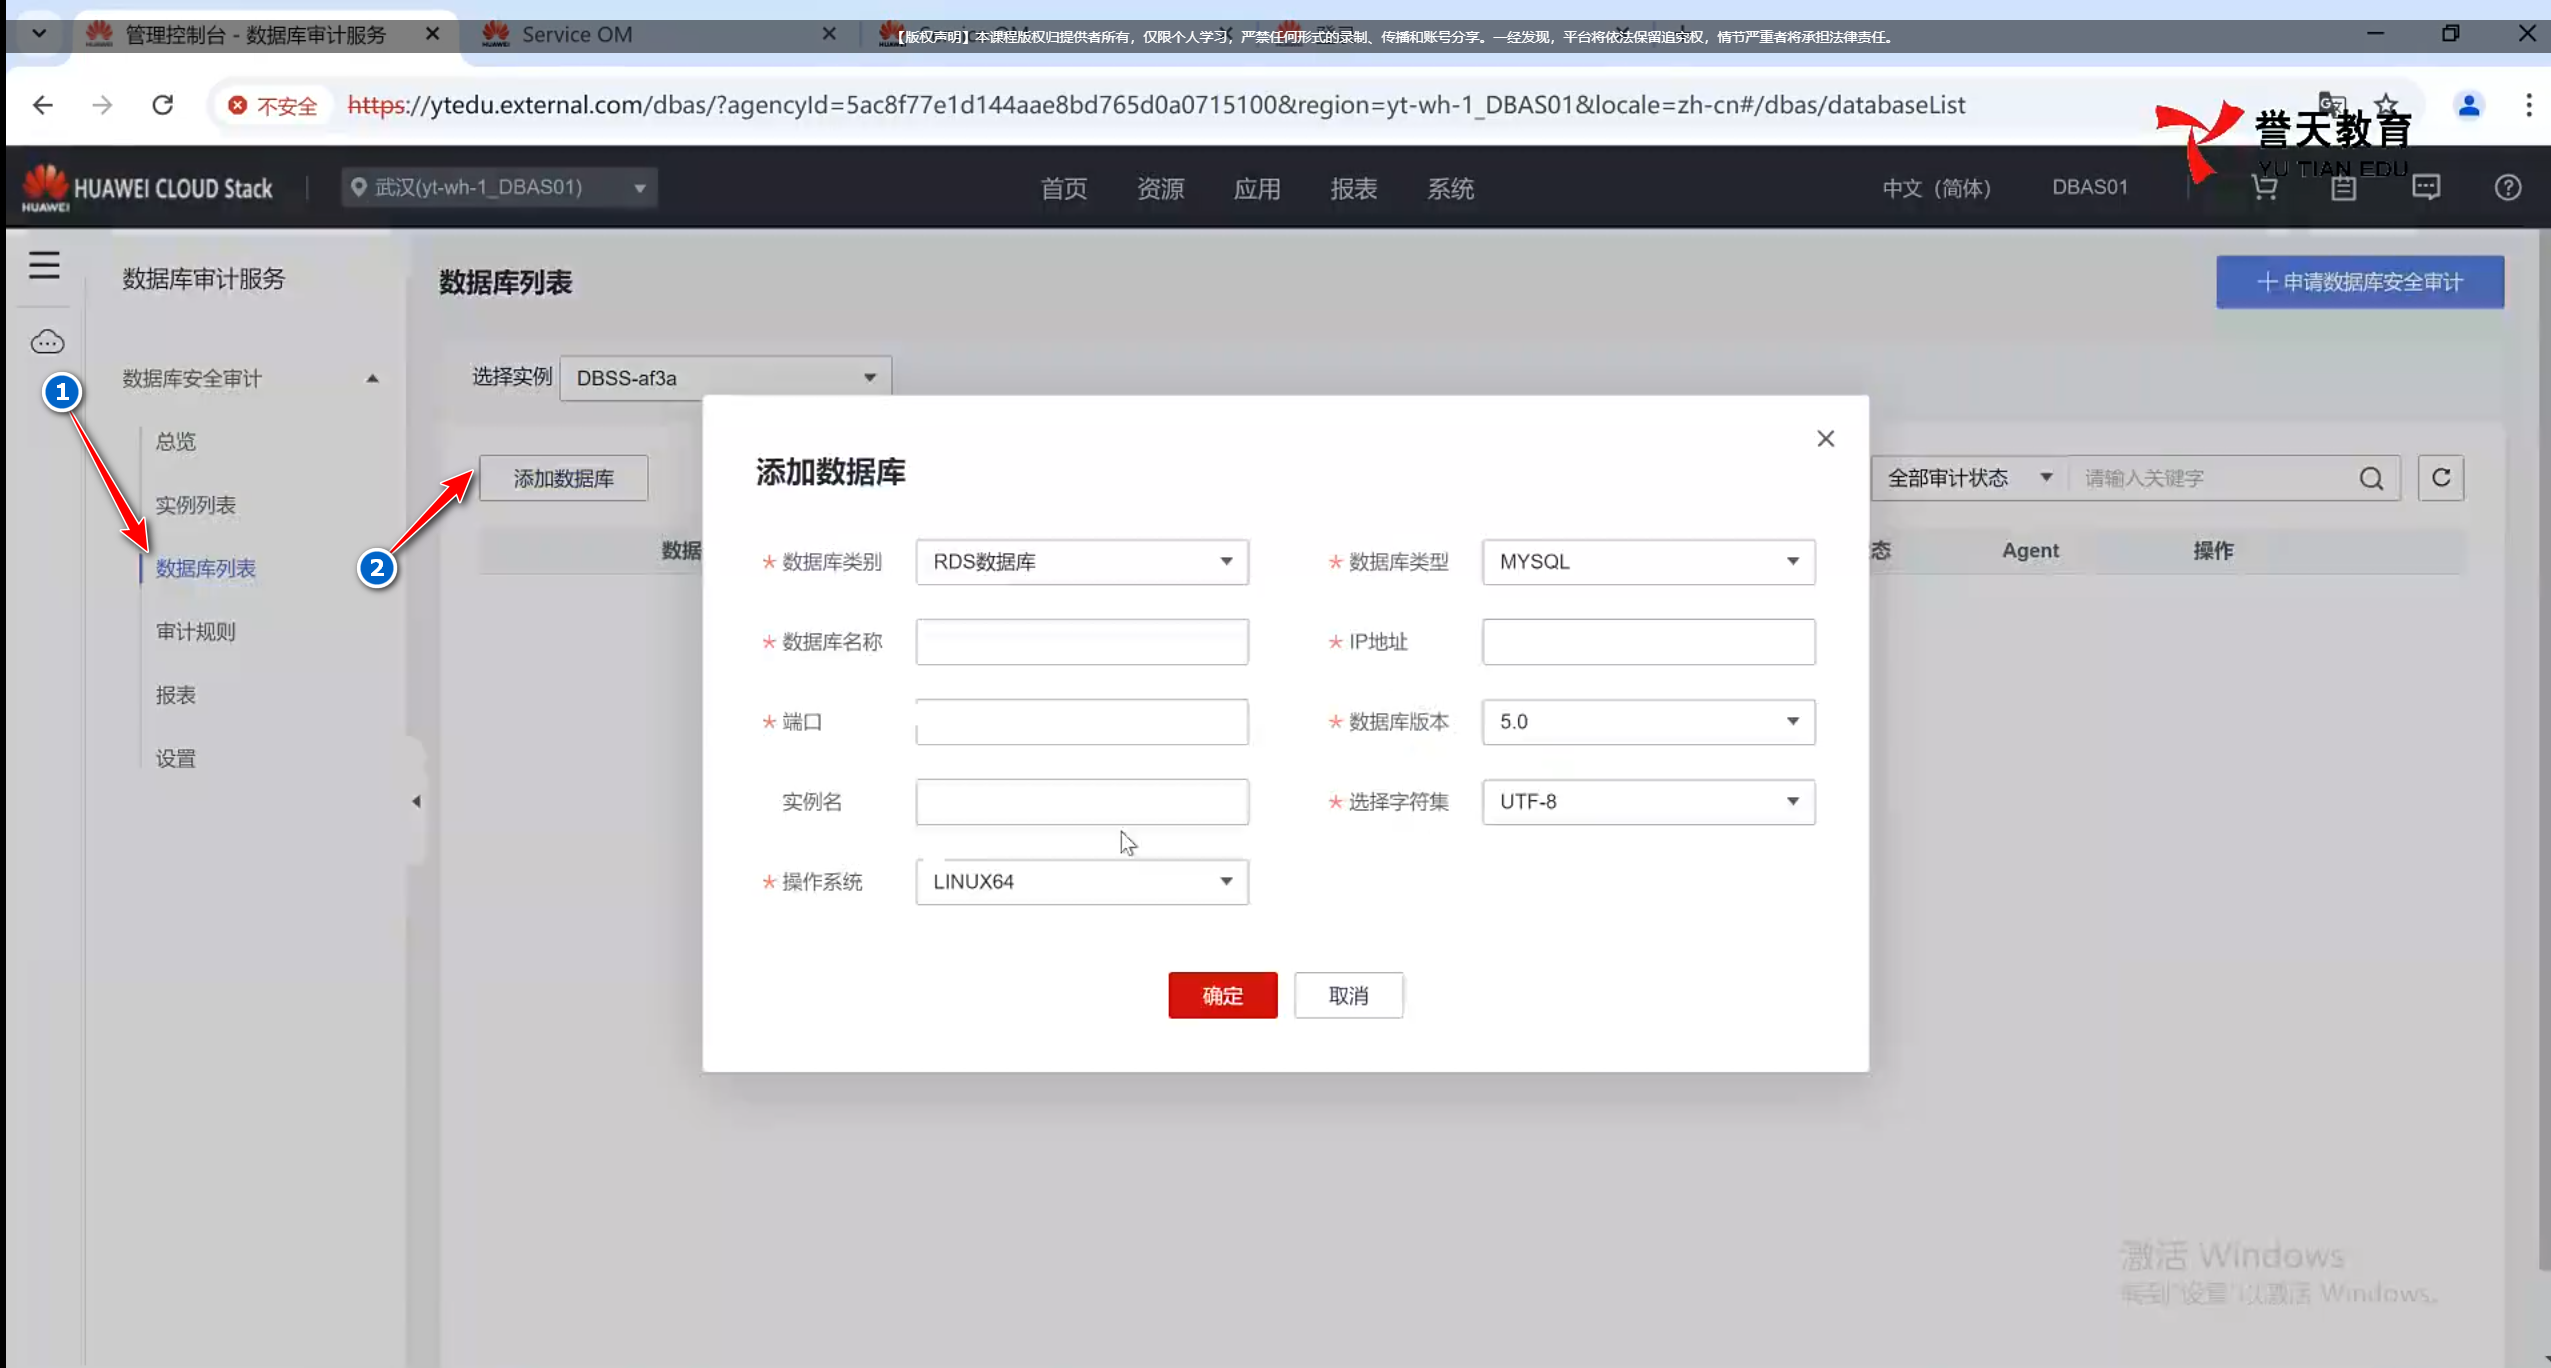 管理控制台 - 数据库审计服务
Service OM
【版权声明】本课程版权归提供者所有，仅限个人学习，严禁任何形式的录制、传播和账号分享。一经发现，平台将依法保留追究权，情节严重者将承担法律责任。
不安全
https://ytedu.external.com/dbas/?agencyId=5ac8f77e1d144aae8bd765d0a0715100&region=yt-wh-1_DBAS01&locale=zh-cn#/dbas/databaseList
誉天教育
YU TIAN EDU
HUAWEI
HUAWEI CLOUD Stack
武汉(yt-wh-1_DBAS01)
首页
资源
应用
报表
系统
中文（简体）
DBAS01
数据库审计服务
数据库列表
申请数据库安全审计
数据库安全审计
选择实例
DBSS-af3a
1
总览
实例列表
数据库列表
审计规则
报表
设置
2
添加数据库
全部审计状态
请输入关键字
数据
态
Agent
操作
添加数据库
* 数据库类别
RDS数据库
* 数据库类型
MYSQL
* 数据库名称
* IP地址
* 端口
* 数据库版本
5.0
实例名
* 选择字符集
UTF-8
* 操作系统
LINUX64
确定
取消
激活 Windows
转到"设置"以激活 Windows。